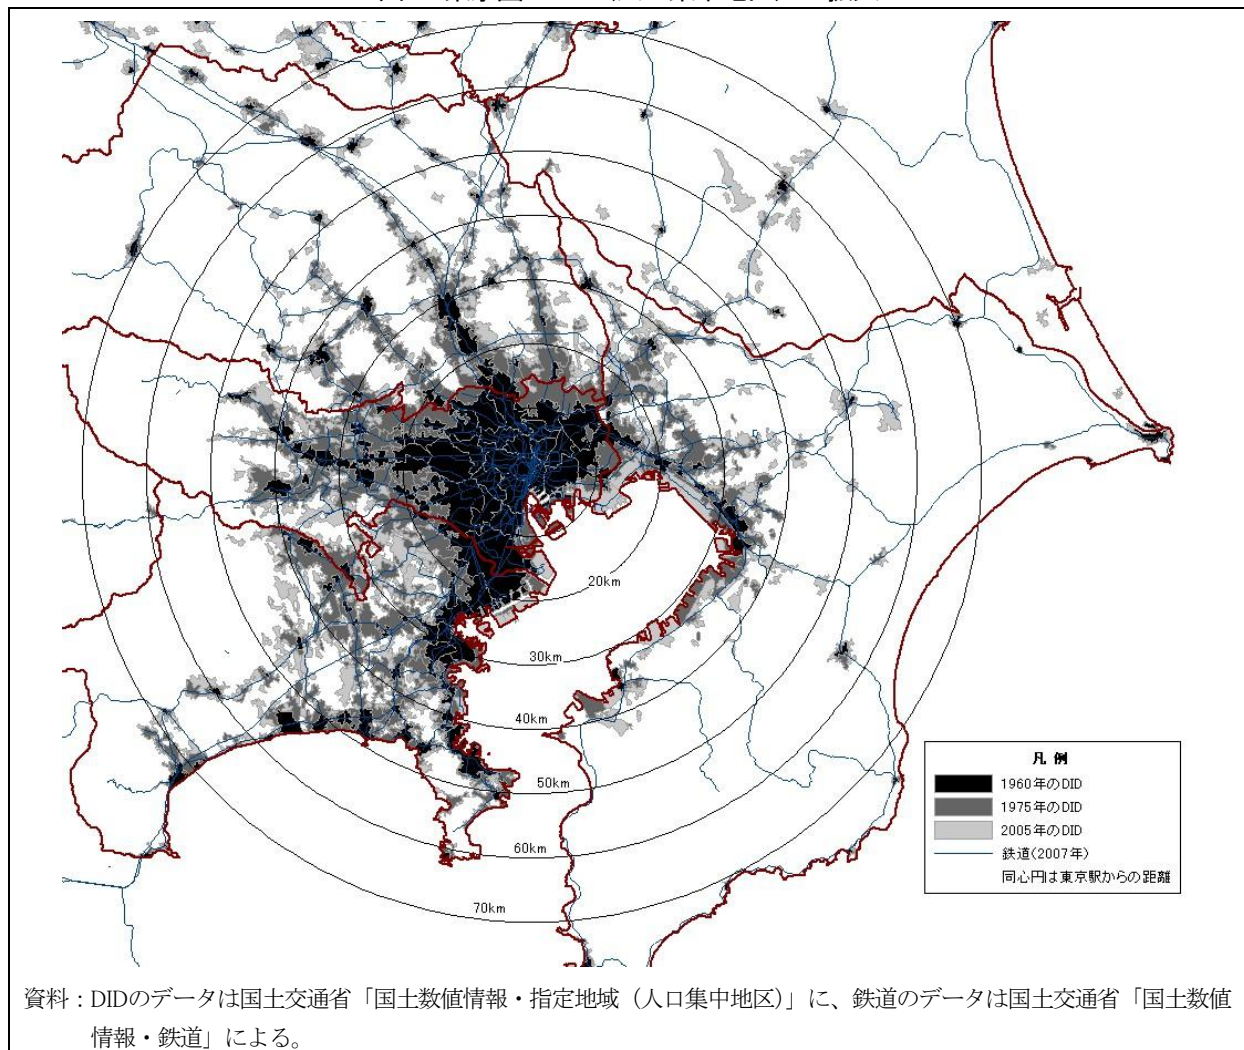 20km
30km
40km
50km
60km
70km
凡 例
1960年のDID
1975年のDID
2005年のDID
鉄道(2007年)
同心円は東京駅からの距離
資料：DIDのデータは国土交通省「国土数値情報・指定地域（人口集中地区）」に、鉄道のデータは国土交通省「国土数値
情報・鉄道」による。